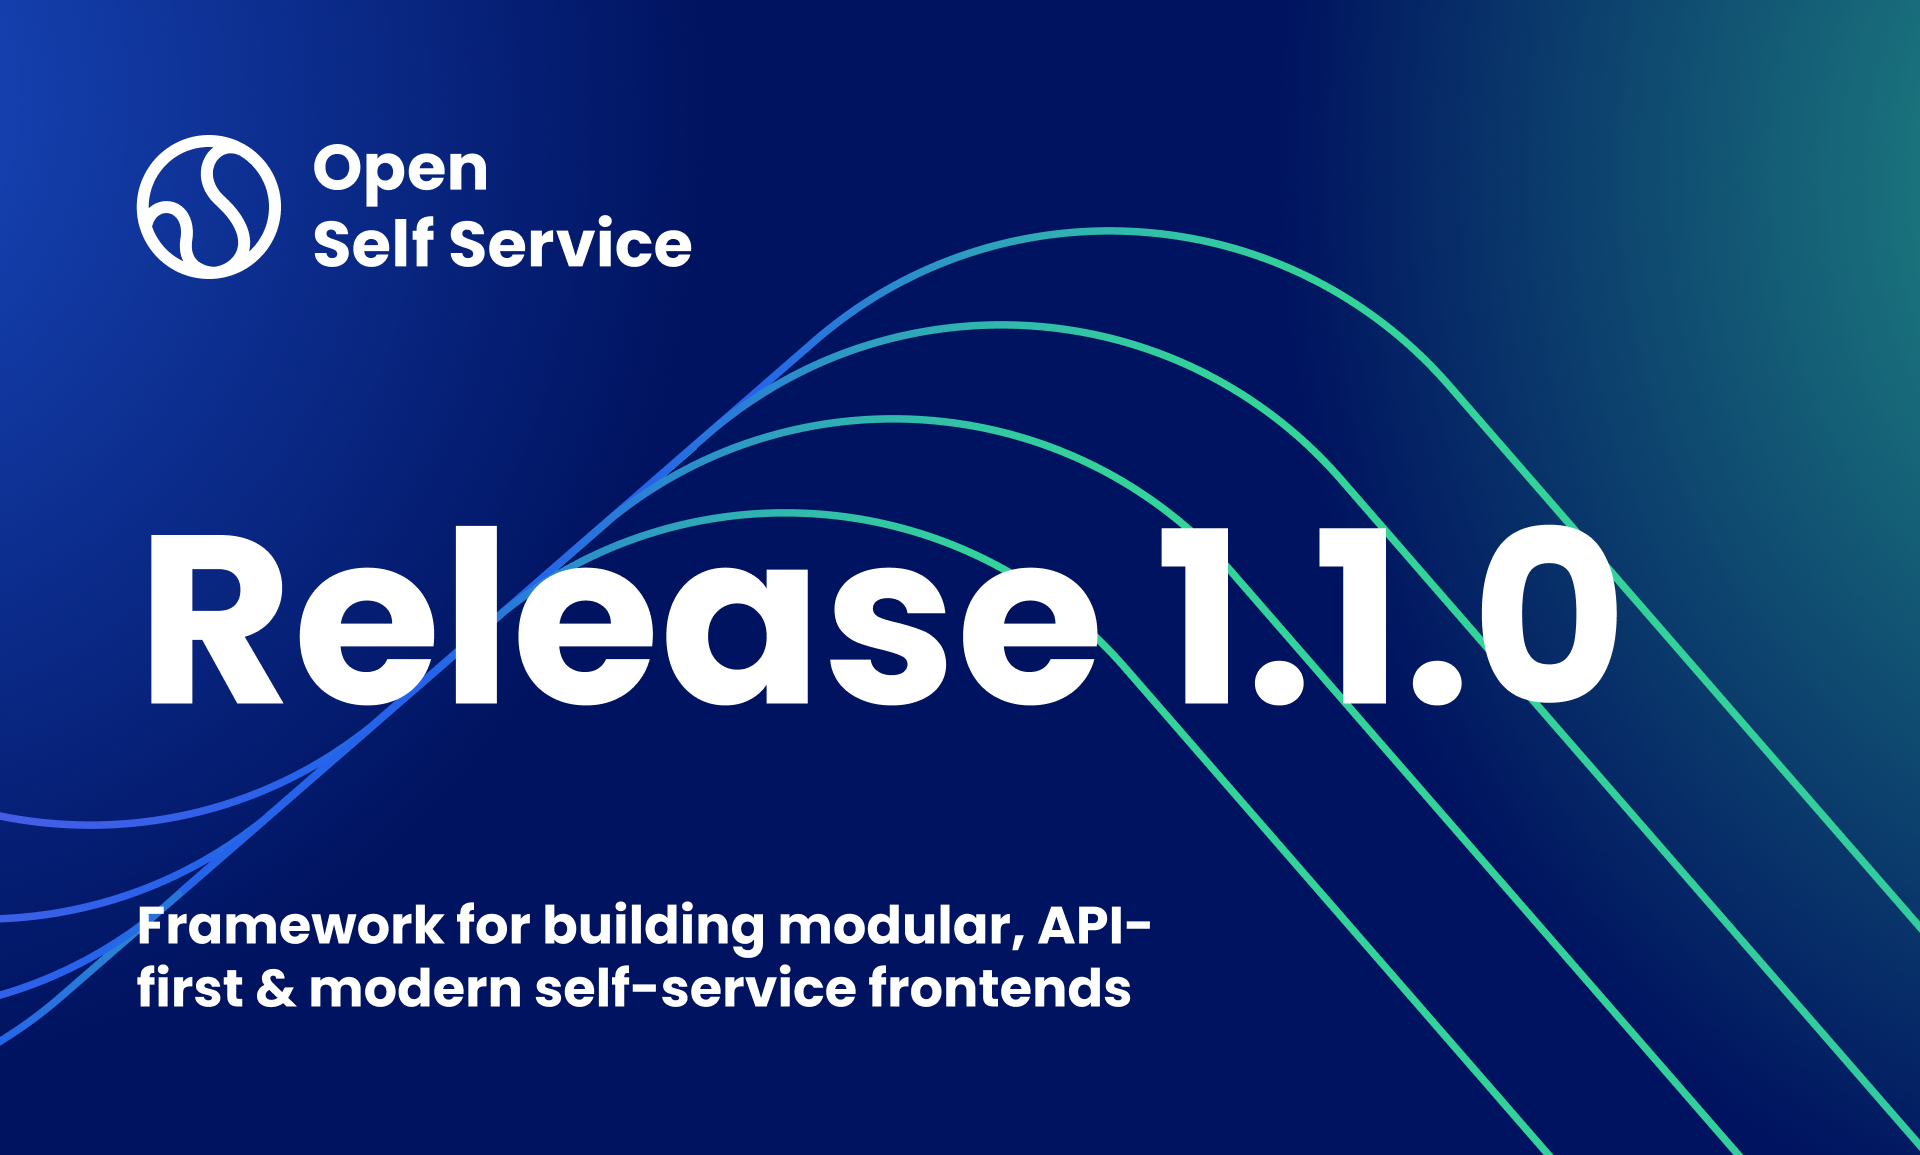 Open
Self Service
Release 1.1.0
Framework for building modular, API-
first & modern self-service frontends